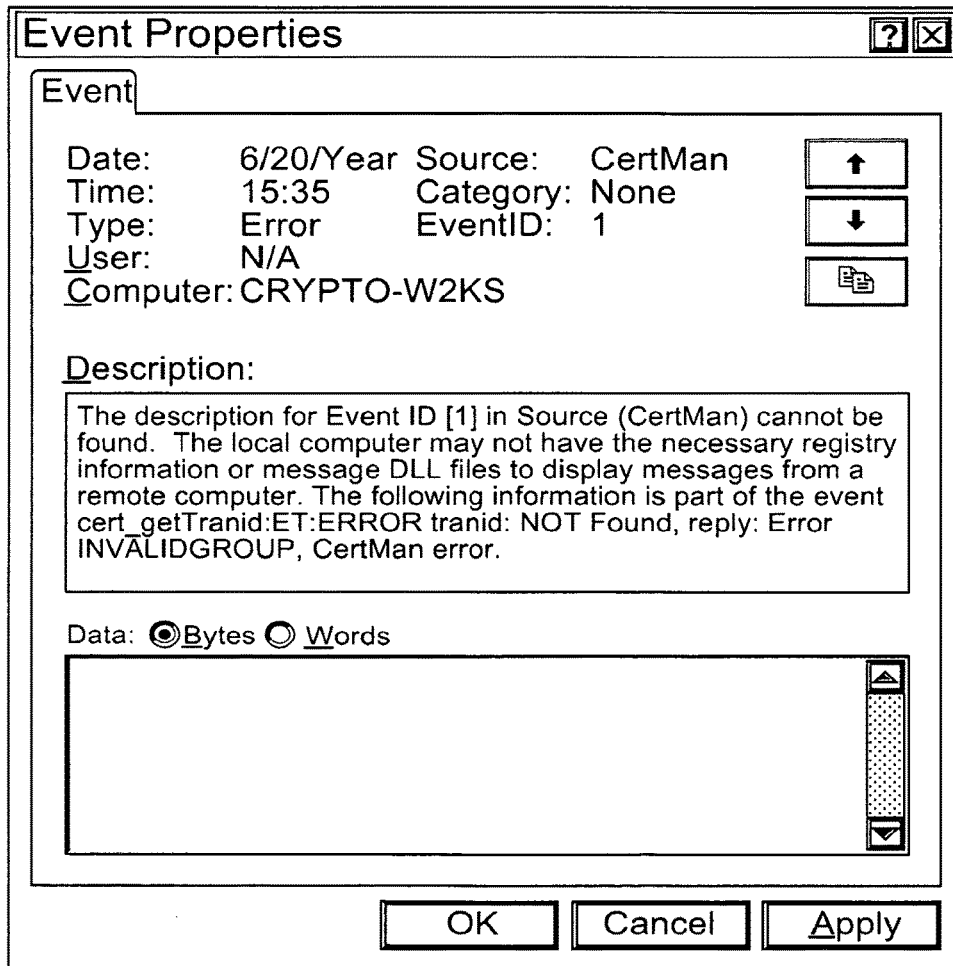 Event Properties
Event
Date: 6/20/Year Source: CertMan
Time: 15:35 Category: None
Type: Error EventID: 1
User: N/A
Computer: CRYPTO-W2KS
Description:
The description for Event ID [1] in Source (CertMan) cannot be
found. The local computer may not have the necessary registry
information or message DLL files to display messages from a
remote computer. The following information is part of the event
cert_getTranid:ET:ERROR tranid: NOT Found, reply: Error
INVALIDGROUP, CertMan error.
Data: Bytes Words
OK Cancel Apply